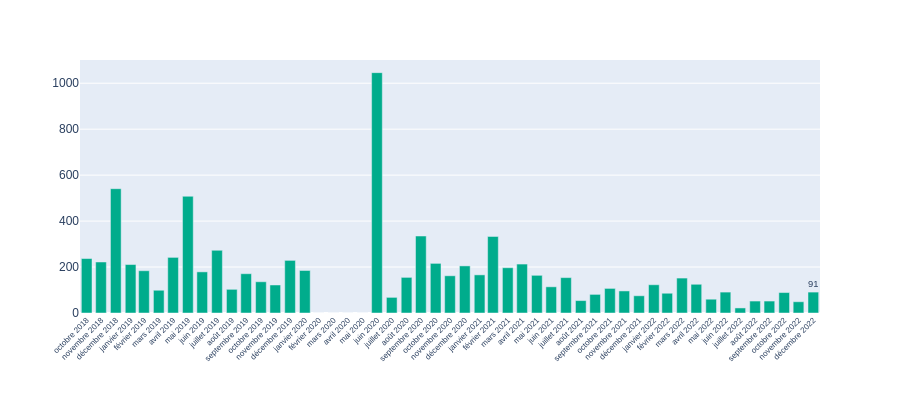 1000
800
600
400
200
0
91
octobre 2018
novembre 2018
décembre 2018
janvier 2019
février 2019
mars 2019
avril 2019
mai 2019
juin 2019
juillet 2019
août 2019
septembre 2019
octobre 2019
novembre 2019
décembre 2019
janvier 2020
février 2020
mars 2020
avril 2020
mai 2020
juin 2020
juillet 2020
août 2020
septembre 2020
octobre 2020
novembre 2020
décembre 2020
janvier 2021
février 2021
mars 2021
avril 2021
mai 2021
juin 2021
juillet 2021
août 2021
septembre 2021
octobre 2021
novembre 2021
décembre 2021
janvier 2022
février 2022
mars 2022
avril 2022
mai 2022
juin 2022
juillet 2022
août 2022
septembre 2022
octobre 2022
novembre 2022
décembre 2022